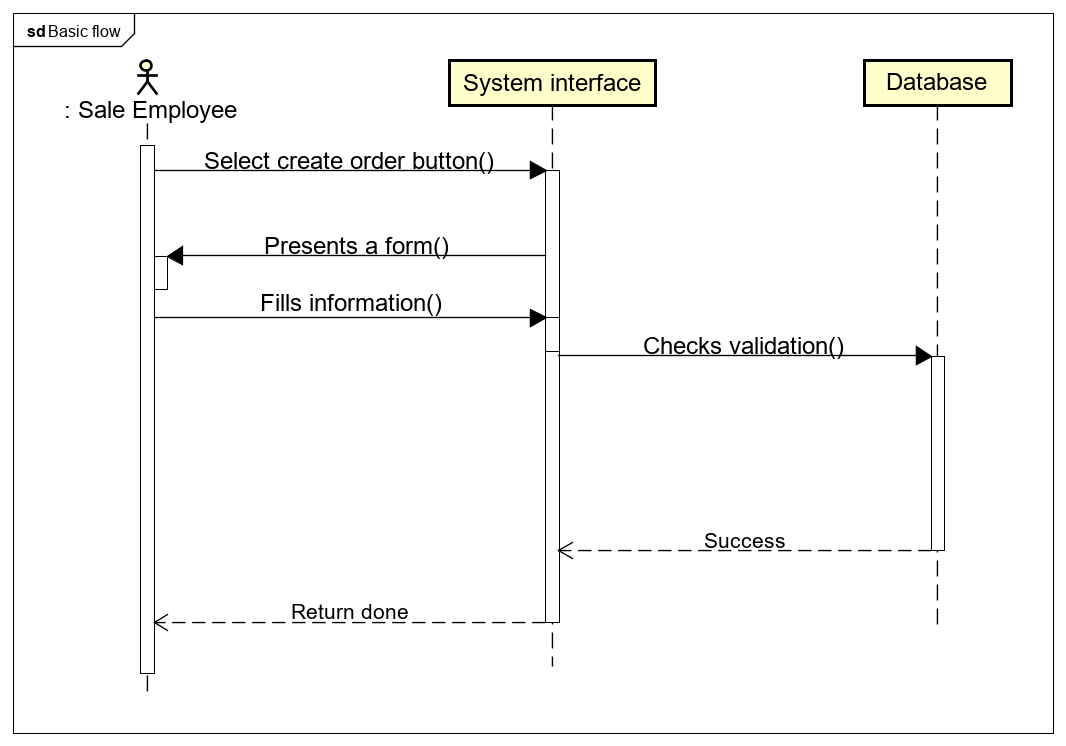 sd Basic flow
: Sale Employee
System interface
Database
Select create order button()
Presents a form()
Fills information()
Checks validation()
Success
Return done